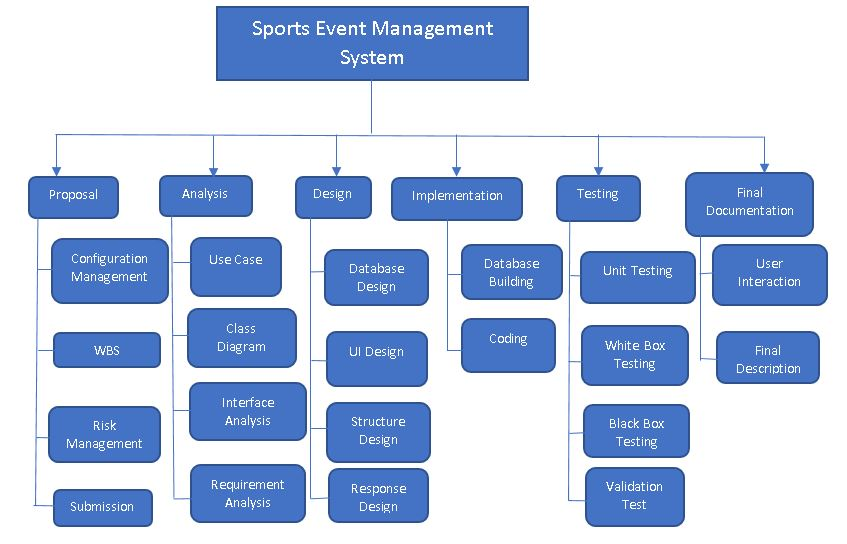 Sports Event Management
System
Proposal
Analysis
Design
Implementation
Testing
Final
Documentation
Configuration
Management
WBS
Risk
Management
Submission
Use Case
Class
Diagram
Interface
Analysis
Requirement
Analysis
Database
Design
UI Design
Structure
Design
Response
Design
Database
Building
Coding
Unit Testing
White Box
Testing
Black Box
Testing
Validation
Test
User
Interaction
Final
Description